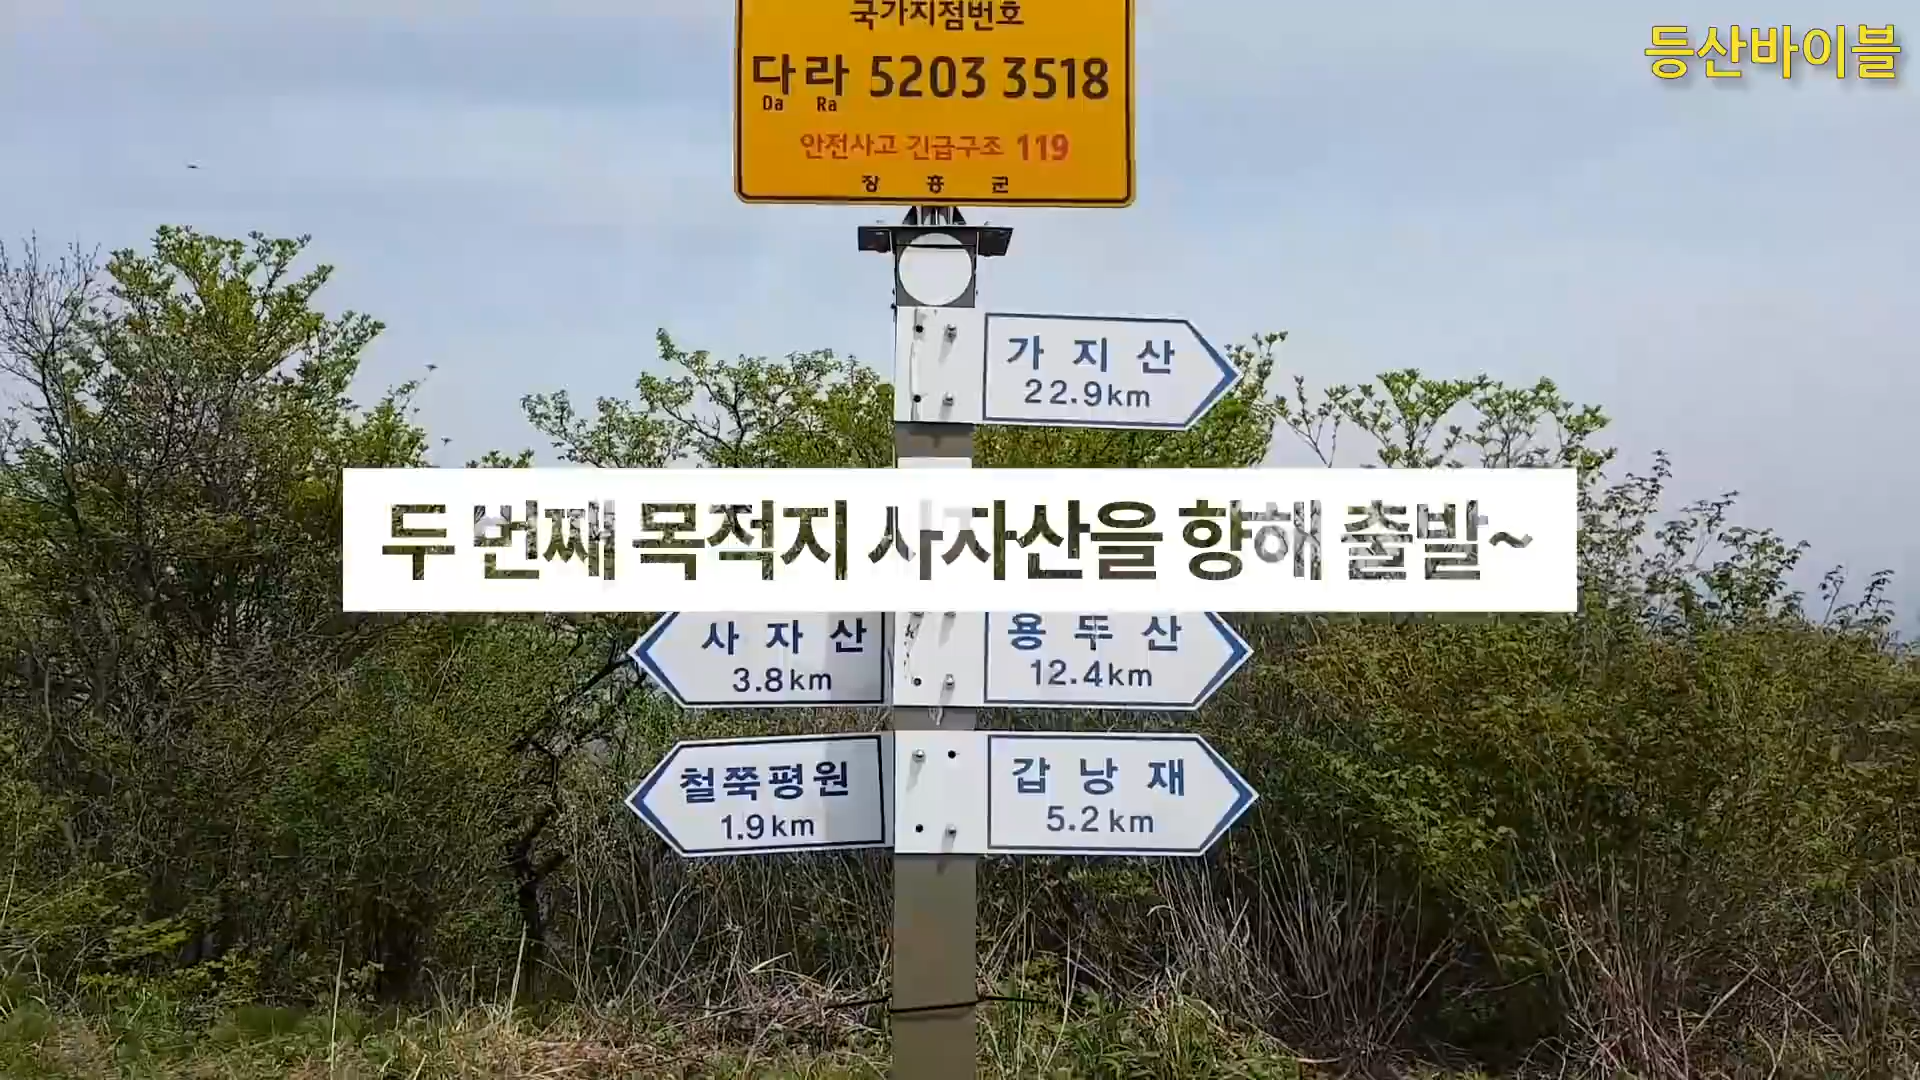 국가지점번호
등산바이블
다라 5203 3518
Da Ra
안전사고 긴급구조 119
장흥군
가지산
22.9km
두 번째 목적지 사자산을 향해 출발~
사자산
3.8km
용두산
12.4km
철쭉평원
1.9km
갑낭재
5.2km